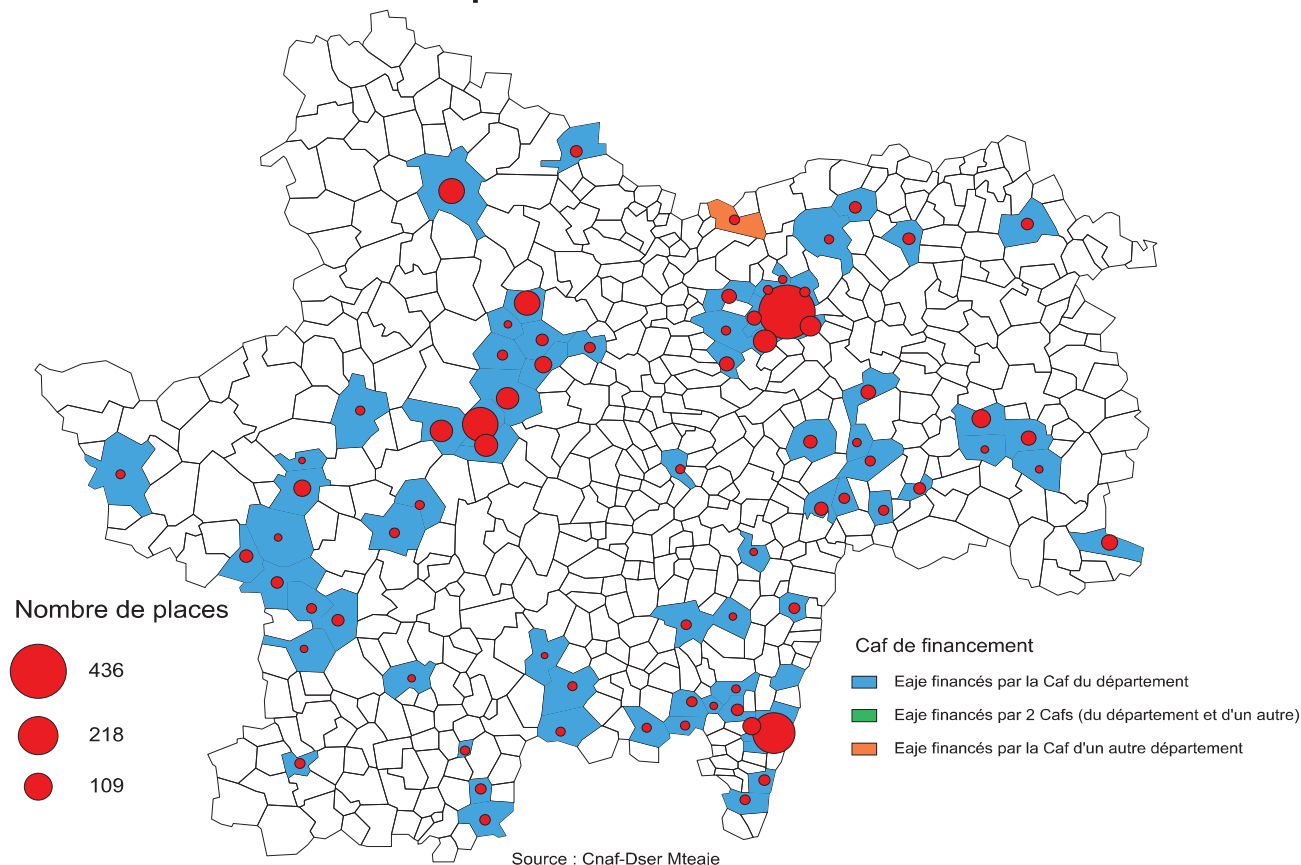 Nombre de places
436
218
109
Caf de financement
Eaje financés par la Caf du département
Eaje financés par 2 Cafs (du département et d'un autre)
Eaje financés par la Caf d'un autre département
Source : Cnaf-Dser Mteaie